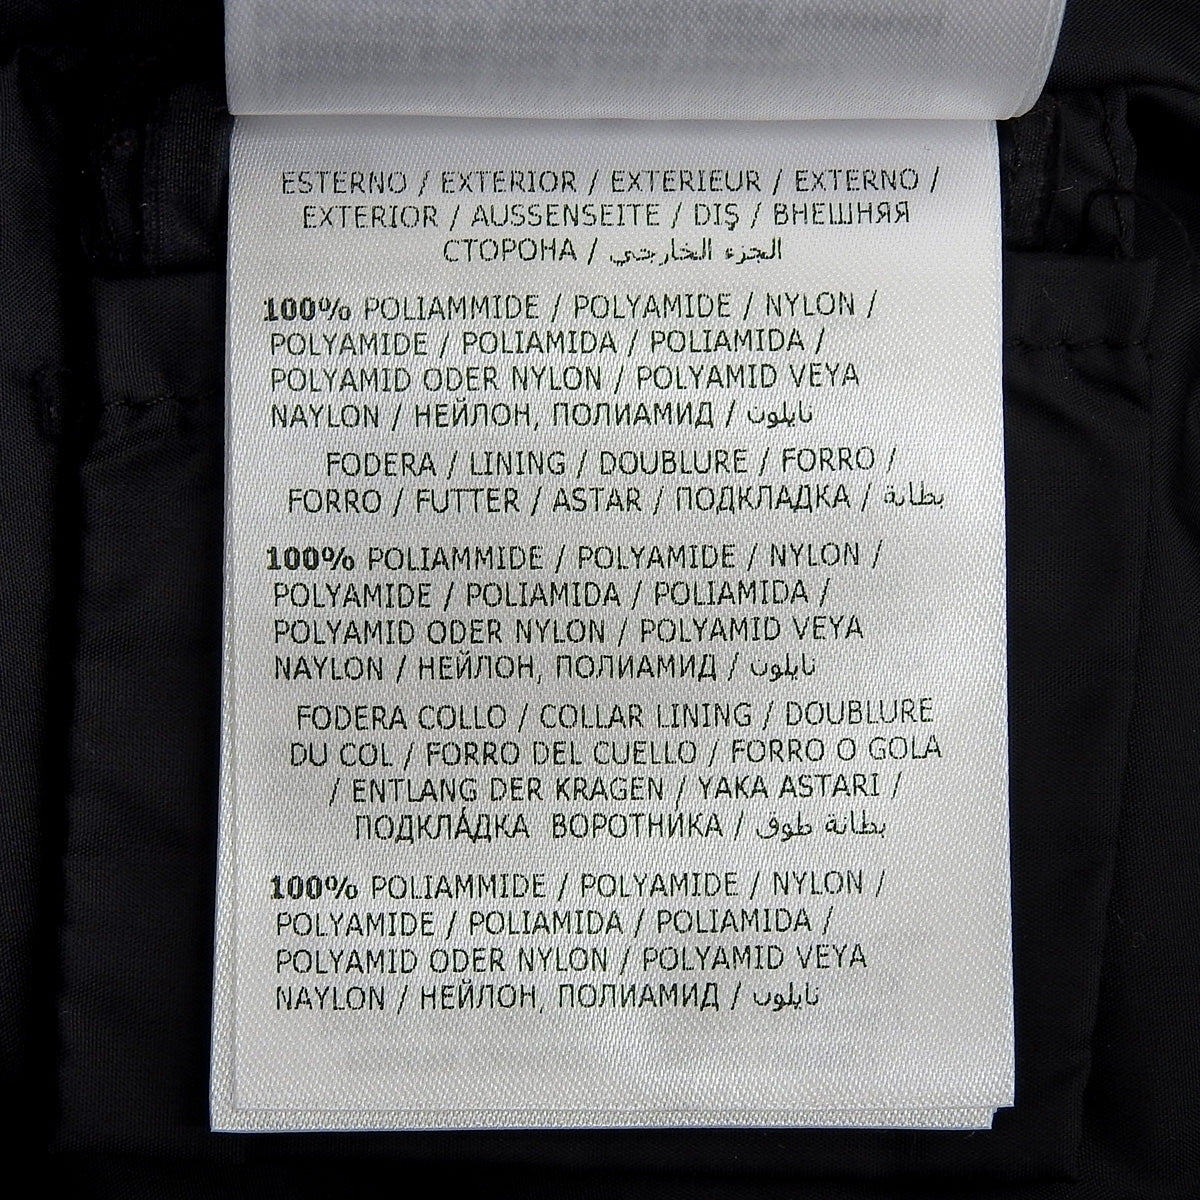 ESTERNO / EXTERIOR / EXTERIEUR / EXTERNO /
EXTERIOR / AUSSENSEITE / DIŞ / ВНЕШНЯЯ
СТОРОНА / الجزء الخارجي
100% POLIAMMIDE / POLYAMIDE / NYLON /
POLYAMIDE / POLIAMIDA / POLIAMIDA /
POLYAMID ODER NYLON / POLYAMID VEYA
NAYLON / НЕЙЛОН, ПОЛИАМИД / نايلون
FODERA / LINING / DOUBLURE / FORRO /
FORRO / FUTTER / ASTAR / ПОДКЛАДКА / بطانة
100% POLIAMMIDE / POLYAMIDE / NYLON /
POLYAMIDE / POLIAMIDA / POLIAMIDA /
POLYAMID ODER NYLON / POLYAMID VEYA
NAYLON / НЕЙЛОН, ПОЛИАМИД / نايلون
FODERA COLLO / COLLAR LINING / DOUBLURE
DU COL / FORRO DEL CUELLO / FORRO O GOLA
/ ENTLANG DER KRAGEN / YAKA ASTARI /
ПОДКЛА́ДКА ВОРОТНИКА / بطانة طوق
100% POLIAMMIDE / POLYAMIDE / NYLON /
POLYAMIDE / POLIAMIDA / POLIAMIDA /
POLYAMID ODER NYLON / POLYAMID VEYA
NAYLON / НЕЙЛОН, ПОЛИАМИД / نايلون